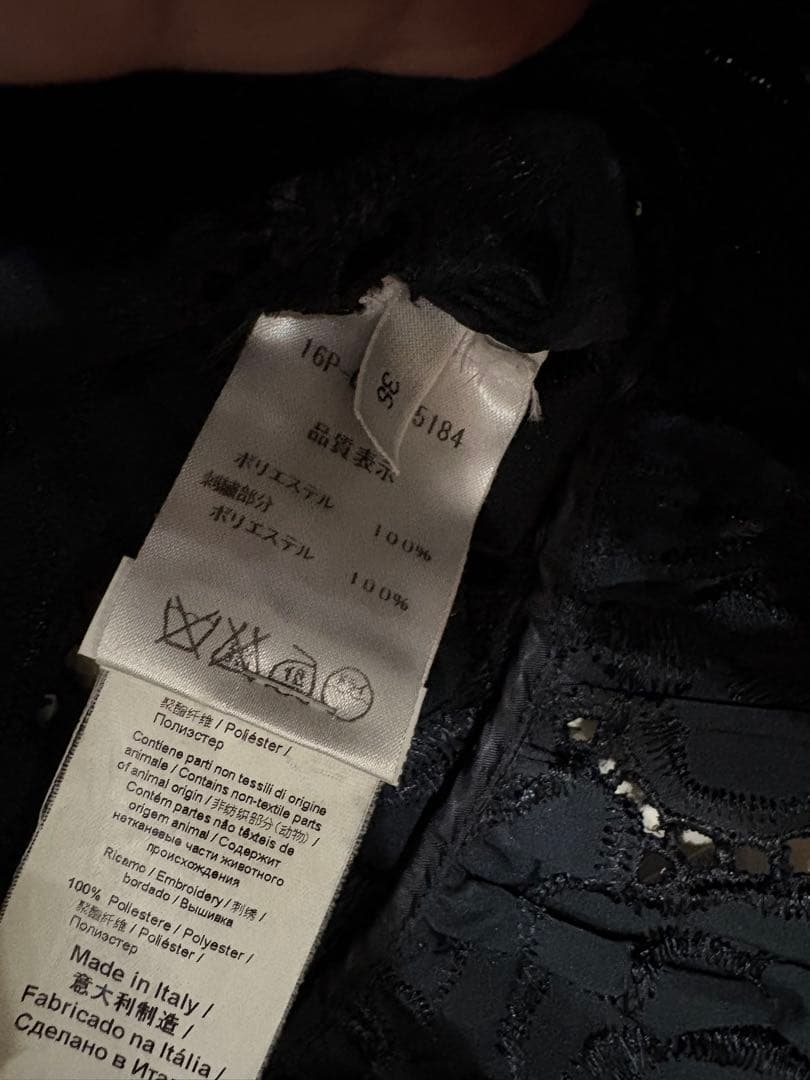 16P-
36
5184
品質表示
ポリエステル 100%
刺繍部分
ポリエステル 100%
聚酯纤维 / Poliéster /
Полиэстер
Contiene parti non tessili di origine
animale / Contains non-textile parts
of animal origin / 非纺织部分（动物） /
Contém partes não têxteis de
origem animal / Содержит
нетканевые части животного
происхождения
Ricamo / Embroidery / 刺绣 /
bordado / Вышивка
100% Poliestere / Polyester /
聚酯纤维 / Poliéster /
Полиэстер
Made in Italy /
意大利制造 /
Fabricado na Itália /
Сделано в